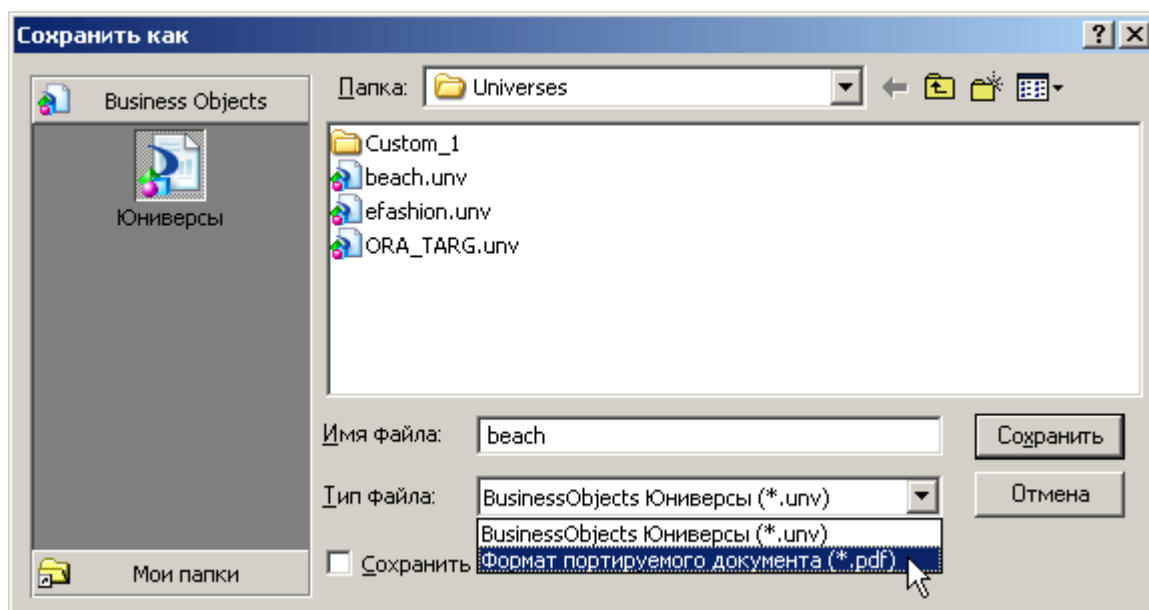 Сохранить как
Business Objects
Юниверсы
Мои папки
Папка: Universes
Custom_1
beach.unv
efashion.unv
ORA_TARG.unv
Имя файла: beach
Сохранить
Тип файла: BusinessObjects Юниверсы (*.unv)
Отмена
BusinessObjects Юниверсы (*.unv)
Формат портируемого документа (*.pdf)
Сохранить